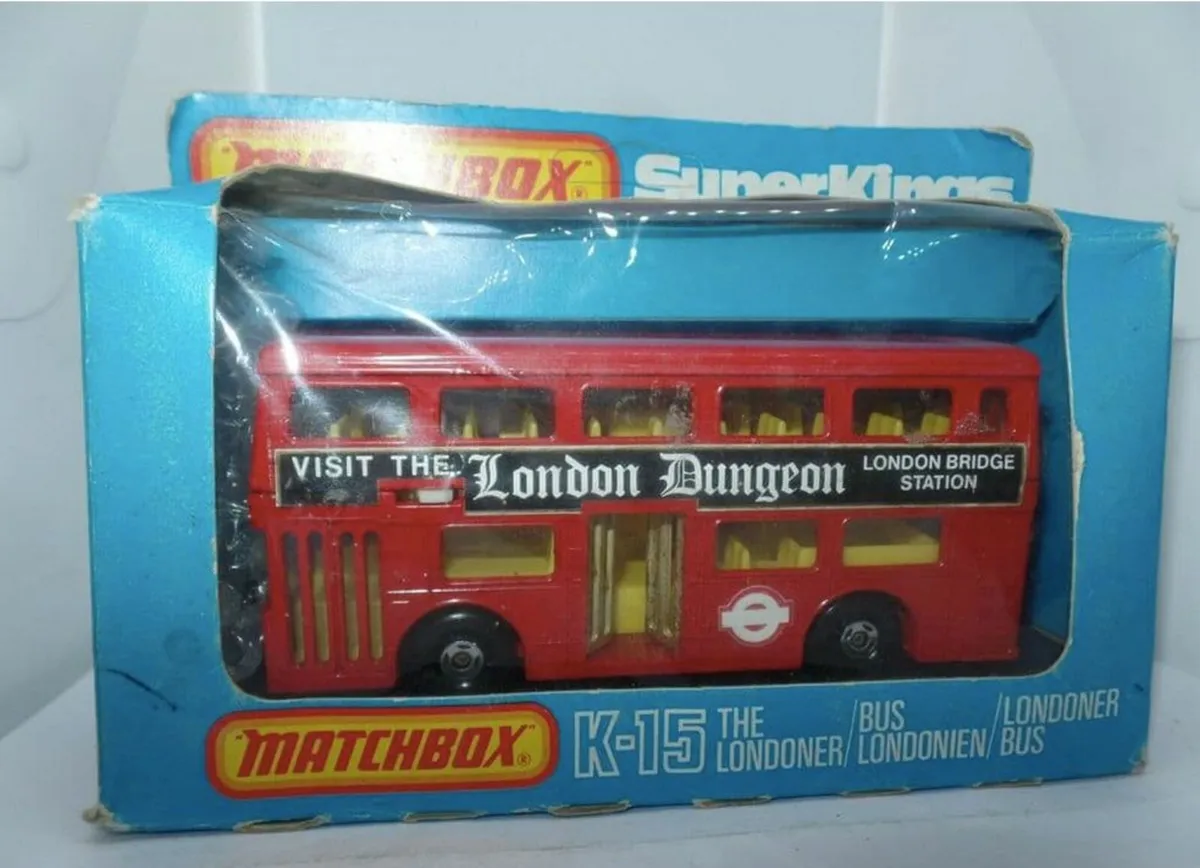 "MATCHBOX"®
SuperKings
VISIT THE London Dungeon LONDON BRIDGE
STATION
"MATCHBOX"®
K-15 THE
LONDONER/BUS
LONDONIEN/LONDONER
BUS